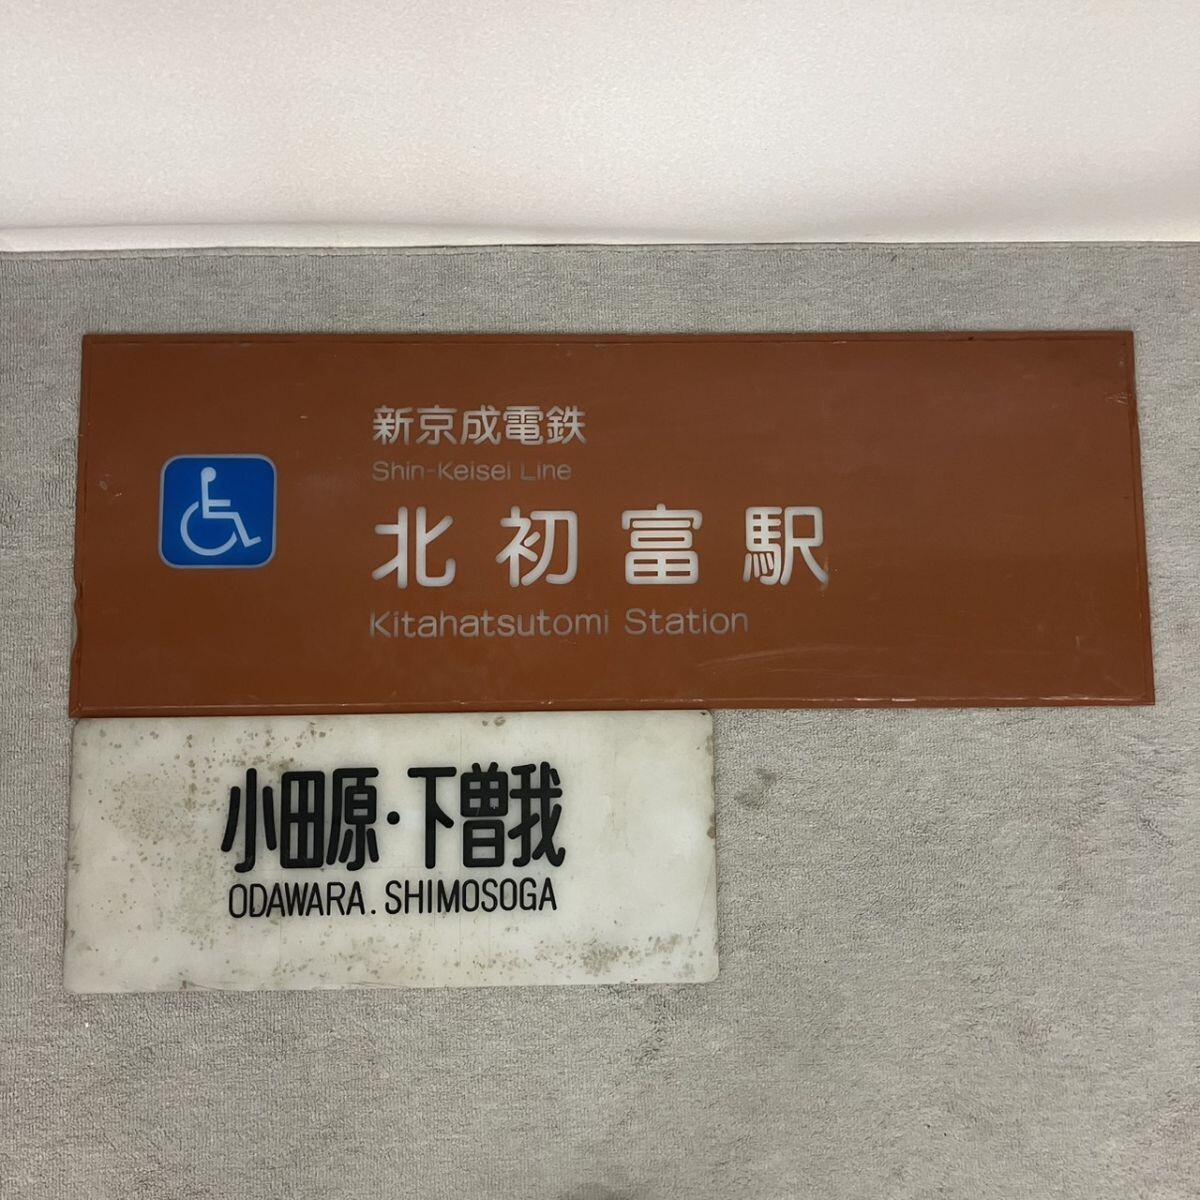 新京成電鉄
Shin-Keisei Line
北初富駅
Kitahatsutomi Station
小田原・下曽我
ODAWARA. SHIMOSOGA